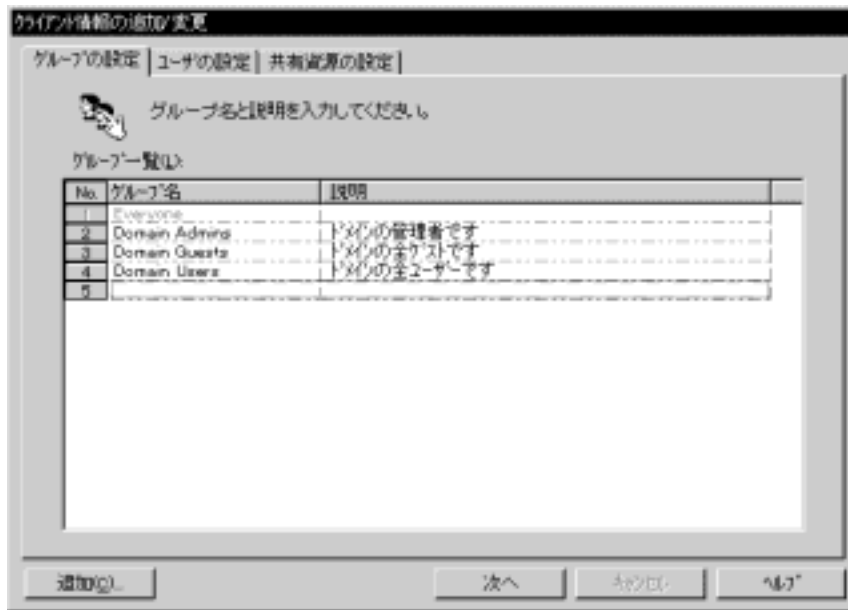 クライアント情報の追加/変更
グループの設定 ユーザの設定 共有資源の設定
グループ名と説明を入力してください。
グループ一覧(L):
No. グループ名 説明
1 Everyone
2 Domain Admins ドメインの管理者です
3 Domain Guests ドメインの全ゲストです
4 Domain Users ドメインの全ユーザーです
5
追加(O)... 次へ キャンセル ヘルプ